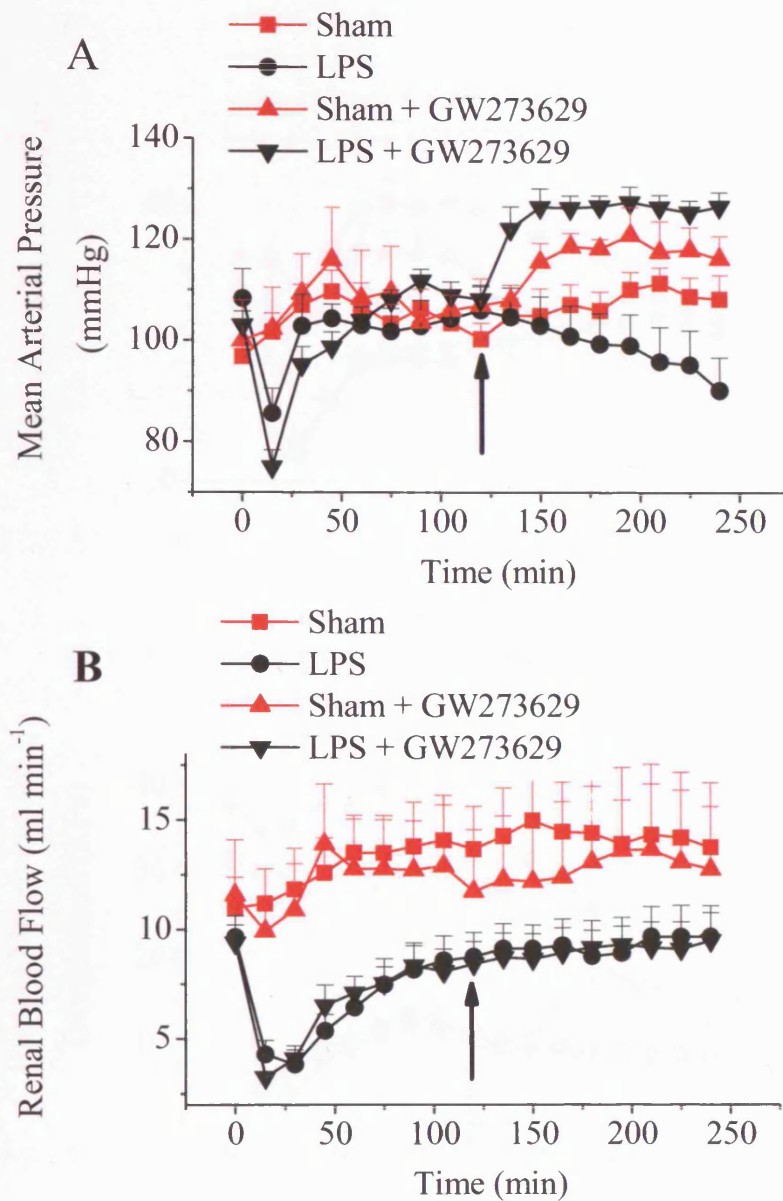 A
Sham
LPS
Sham + GW273629
LPS + GW273629
Mean Arterial Pressure
(mmHg)
140
120
100
80
0
50
100
150
200
250
Time (min)
B
Sham
LPS
Sham + GW273629
LPS + GW273629
Renal Blood Flow (ml min⁻¹)
15
10
5
0
50
100
150
200
250
Time (min)